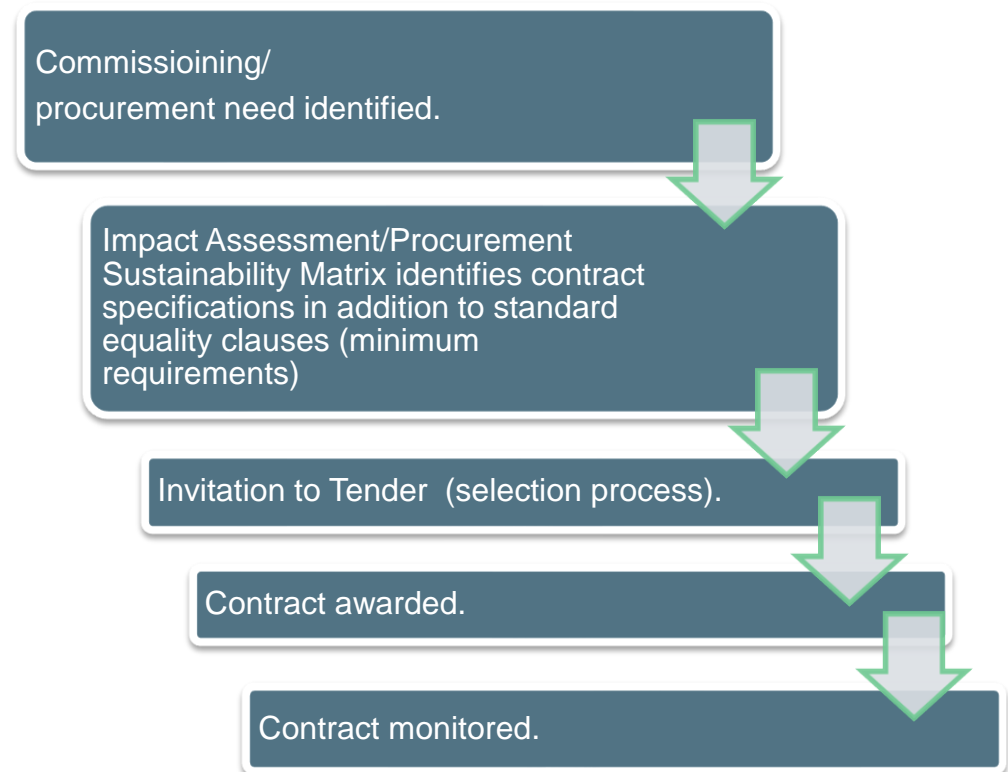 Commissioining/
procurement need identified.
Impact Assessment/Procurement
Sustainability Matrix identifies contract
specifications in addition to standard
equality clauses (minimum
requirements)
Invitation to Tender (selection process).
Contract awarded.
Contract monitored.